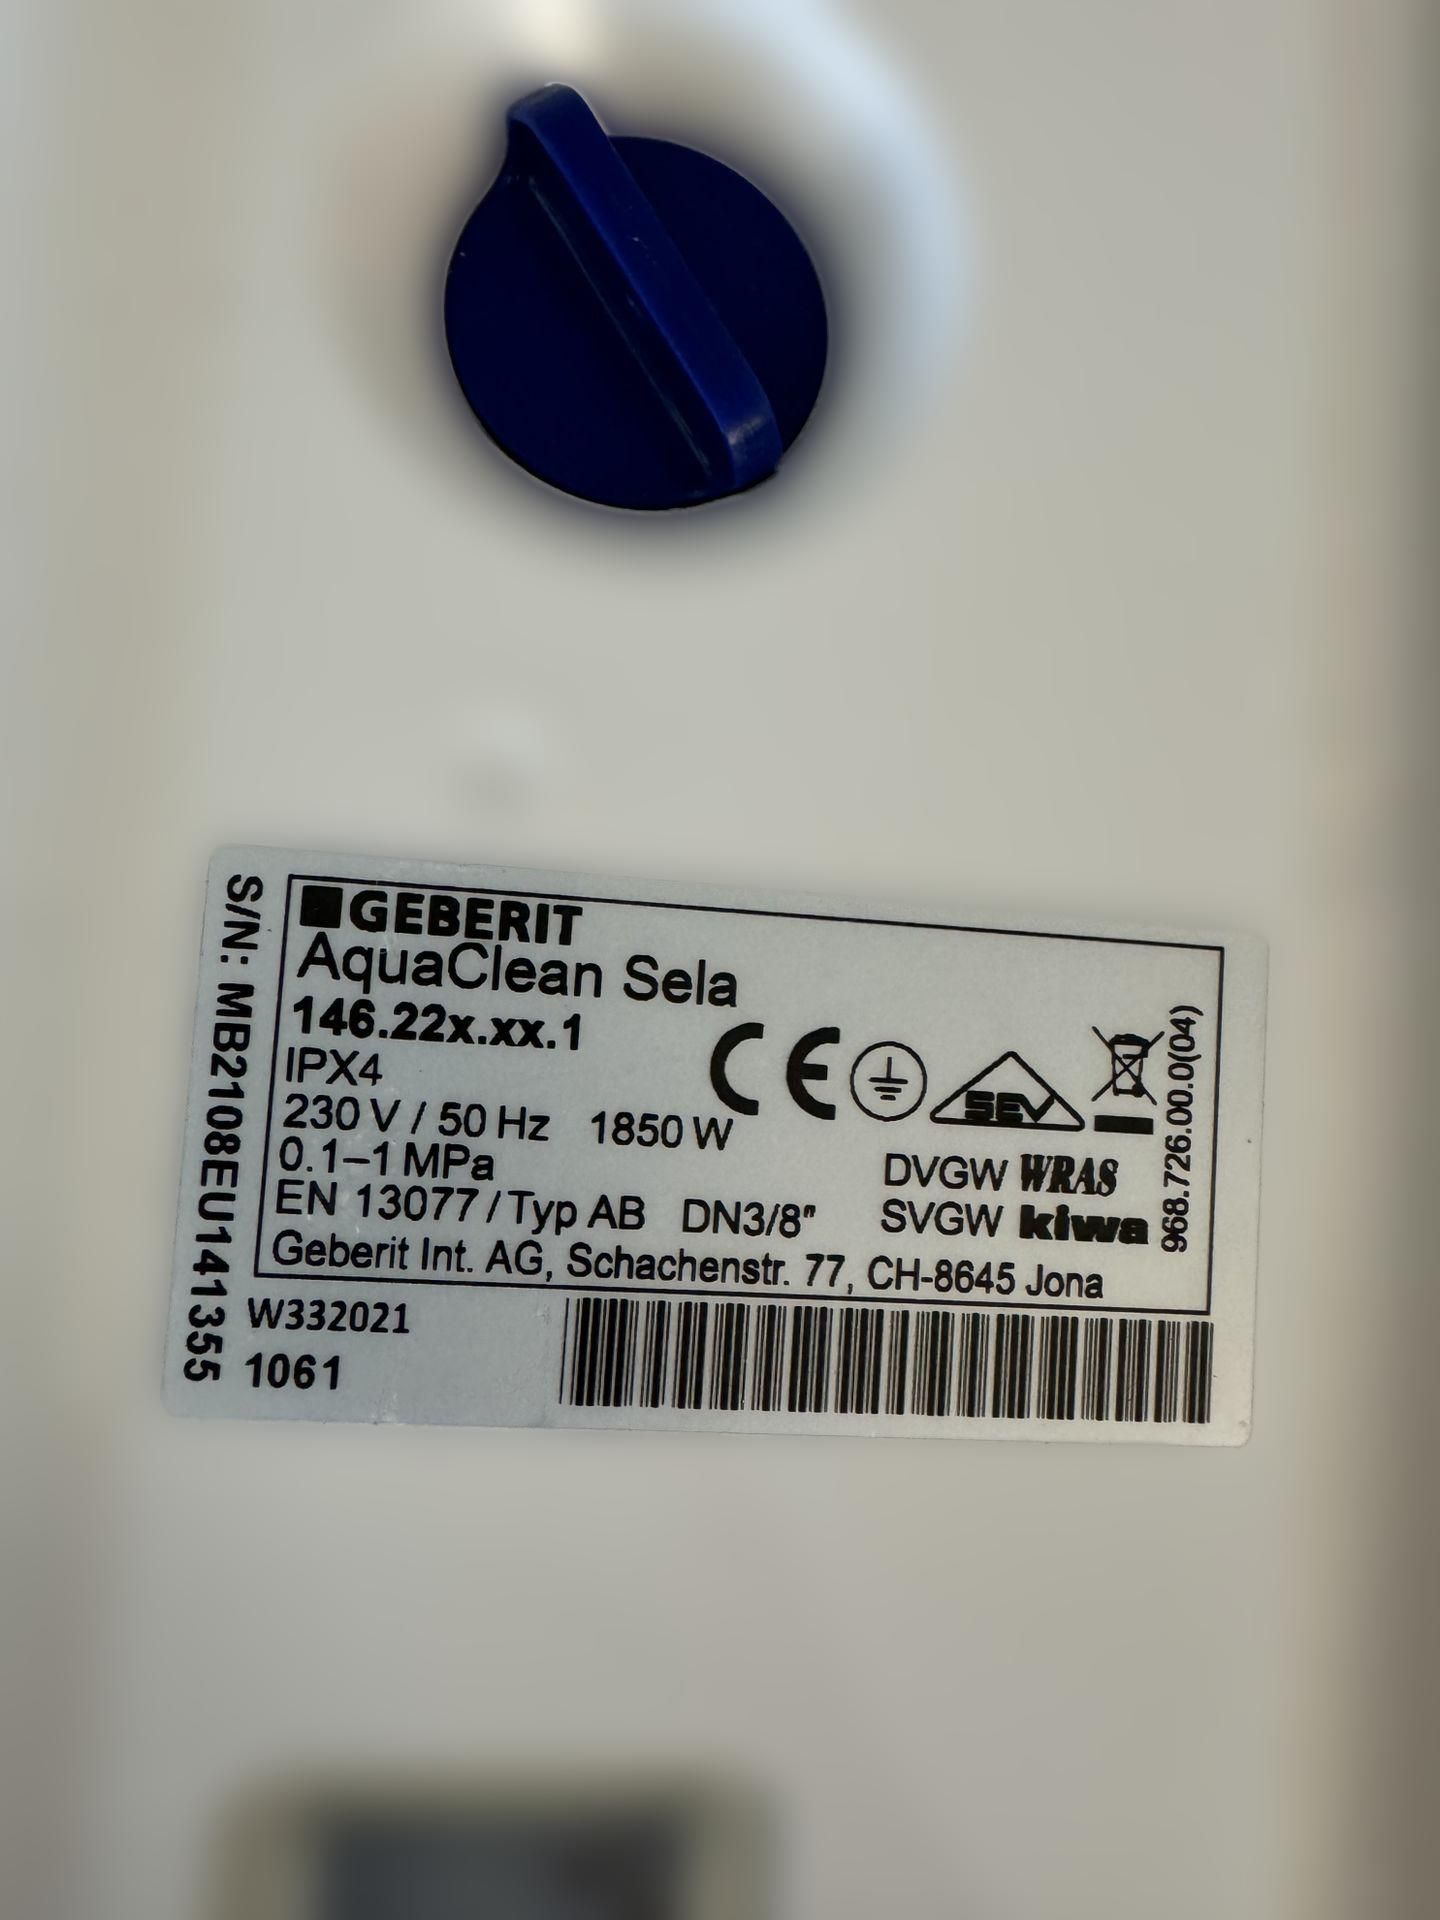 GEBERIT
AquaClean Sela
146.22x.xx.1
IPX4
230 V / 50 Hz 1850 W
0.1–1 MPa
EN 13077 / Typ AB DN3/8"
CE
SEV
DVGW WRAS
SVGW kiwa
Geberit Int. AG, Schachenstr. 77, CH-8645 Jona
968.726.00.0(04)
S/N: MB2108EU141355
W332021
1061